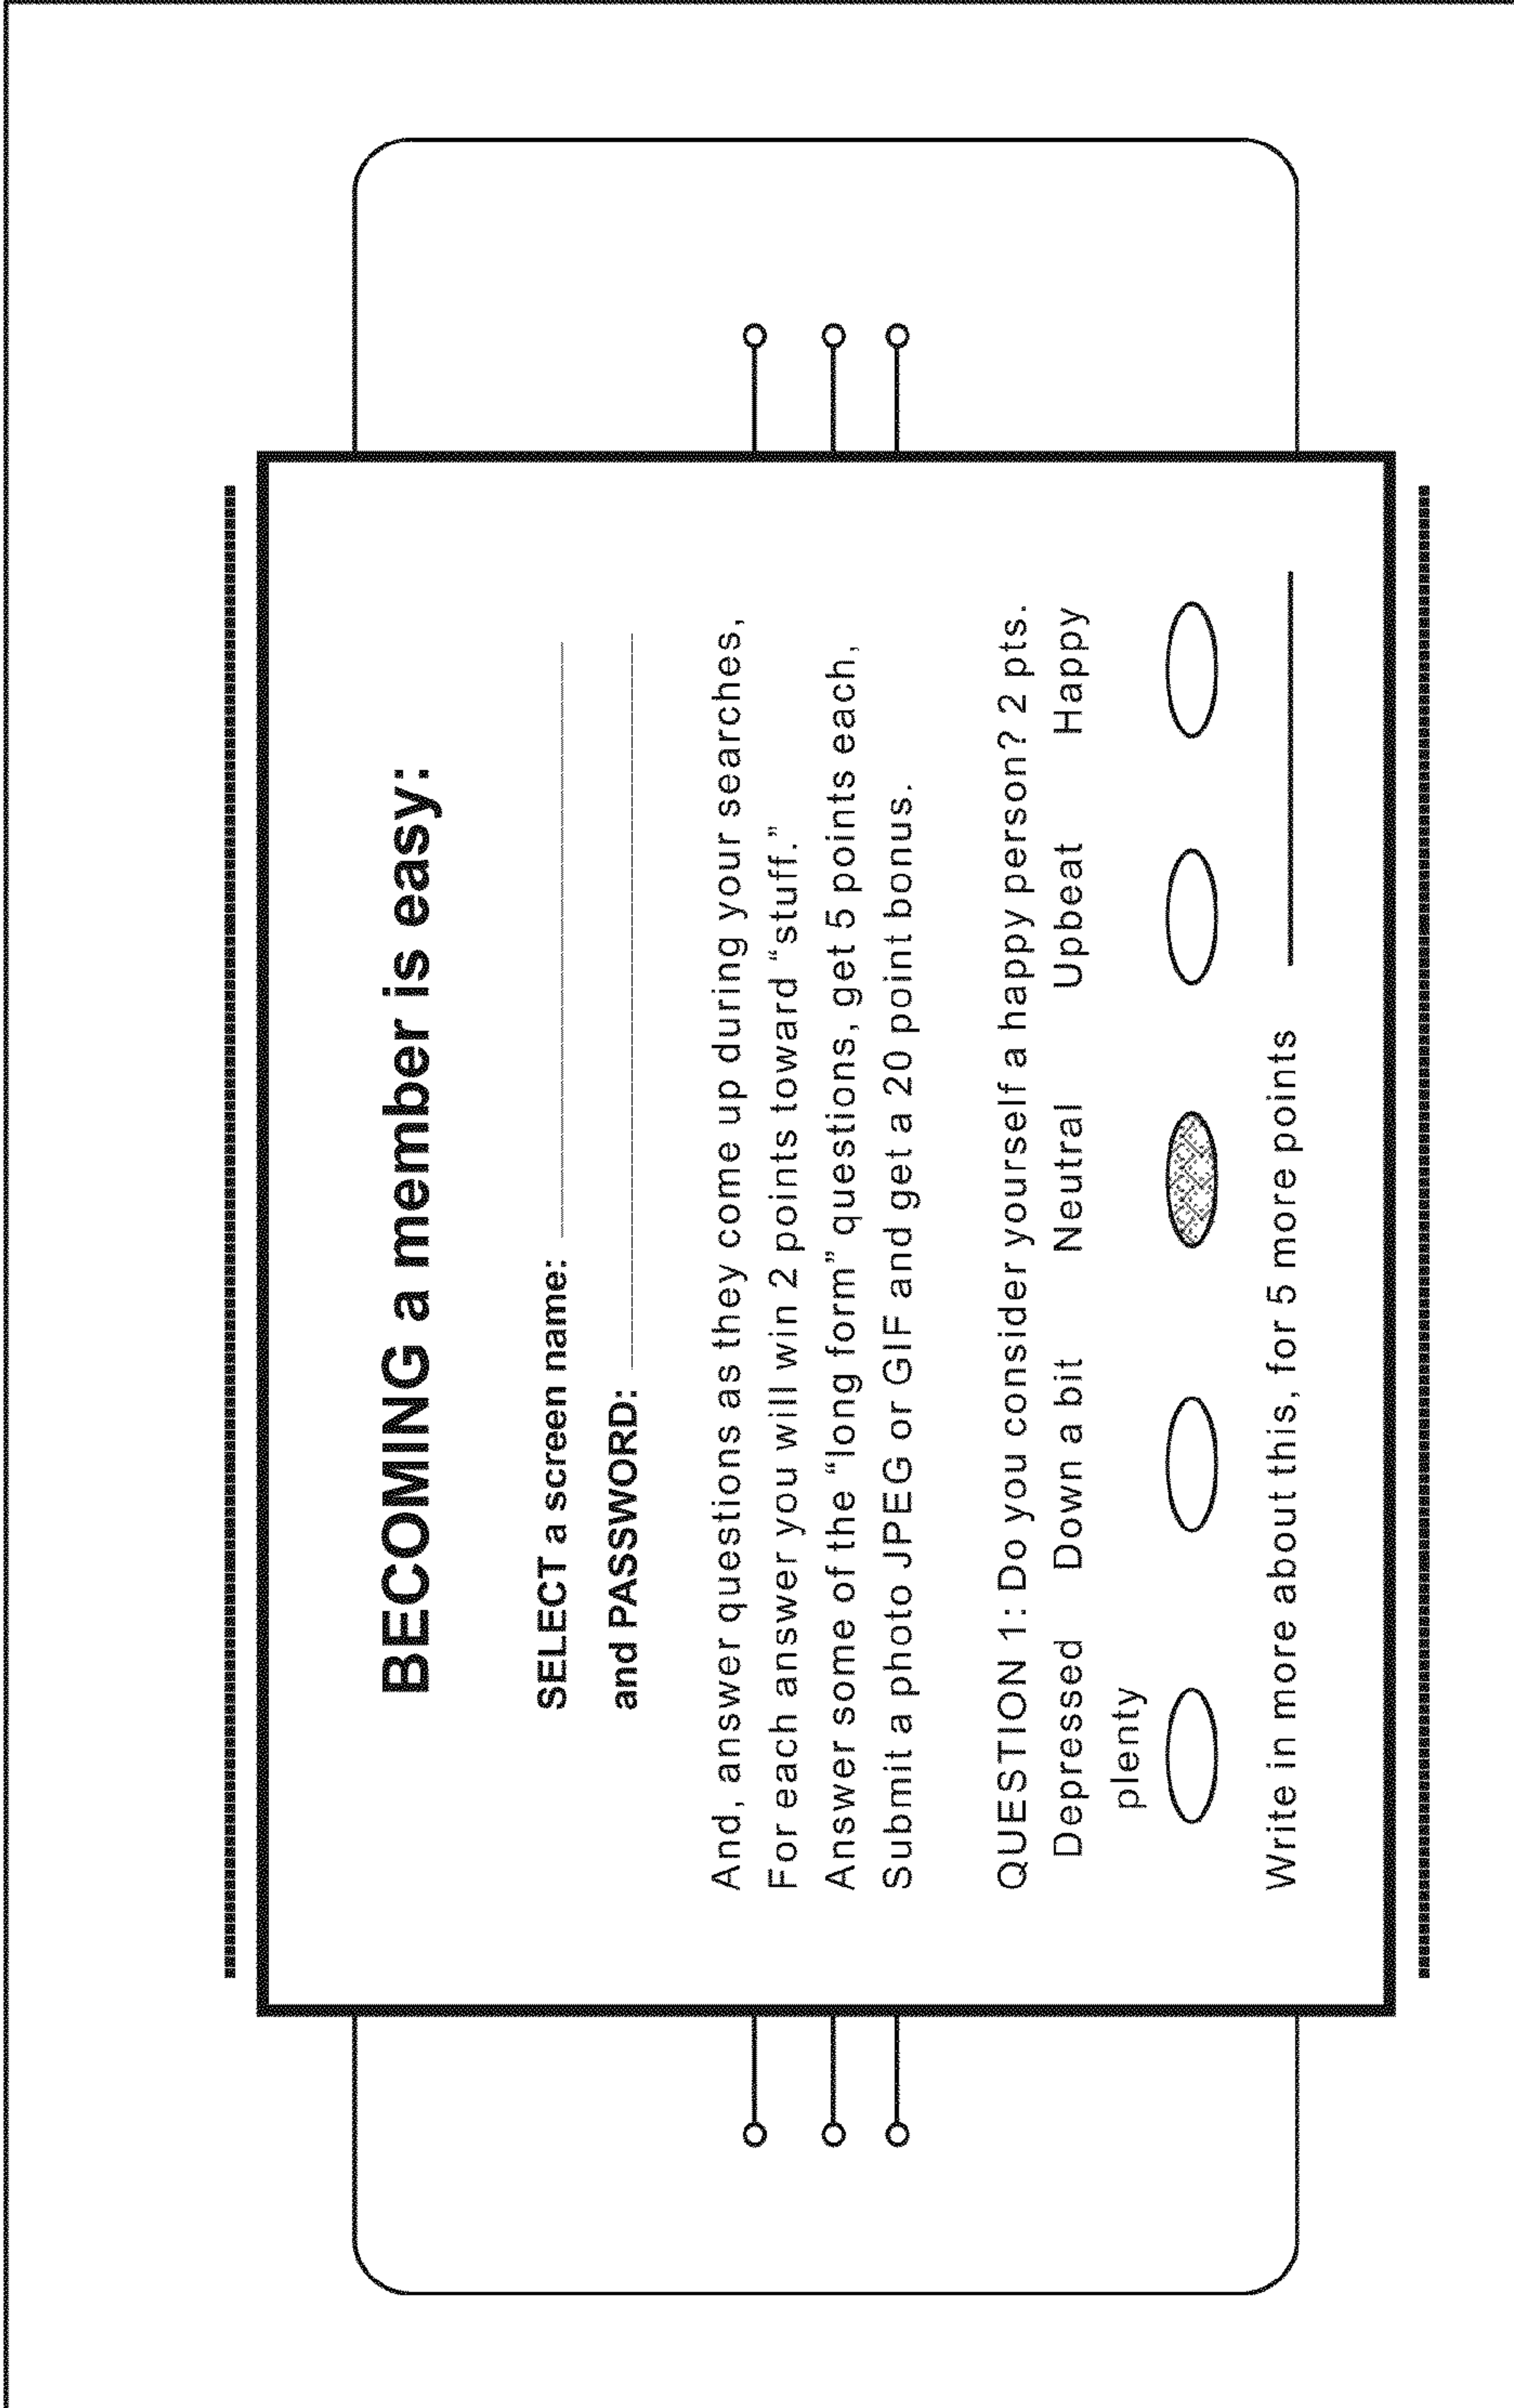 BECOMING a member is easy:
SELECT a screen name:
and PASSWORD:
And, answer questions as they come up during your searches,
For each answer you will win 2 points toward “stuff.”
Answer some of the “long form” questions, get 5 points each,
Submit a photo JPEG or GIF and get a 20 point bonus.
QUESTION 1: Do you consider yourself a happy person? 2 pts.
Depressed Down a bit Neutral Upbeat Happy
plenty
Write in more about this, for 5 more points